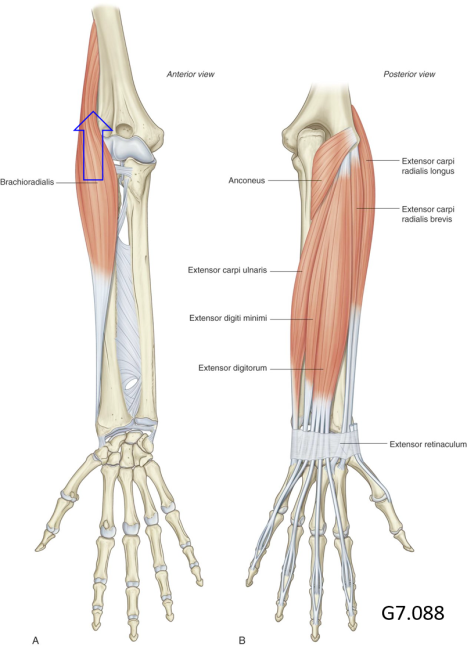 Anterior view
Posterior view
Brachioradialis
Anconeus
Extensor carpi
radialis longus
Extensor carpi
radialis brevis
Extensor carpi ulnaris
Extensor digiti minimi
Extensor digitorum
Extensor retinaculum
G7.088
A
B